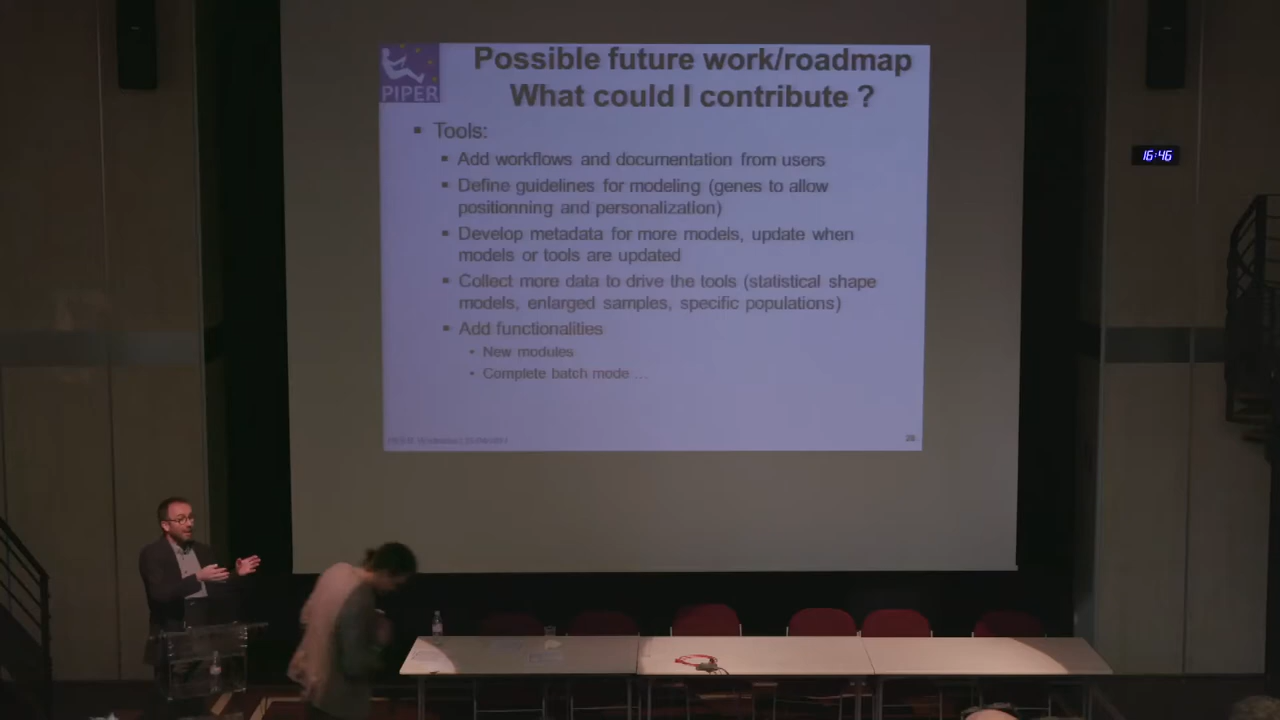 PIPER
Possible future work/roadmap
What could I contribute ?
▪ Tools:
▪ Add workflows and documentation from users
▪ Define guidelines for modeling (genes to allow
positionning and personalization)
▪ Develop metadata for more models, update when
models or tools are updated
▪ Collect more data to drive the tools (statistical shape
models, enlarged samples, specific populations)
▪ Add functionalities
• New modules
• Complete batch mode ...
28
16:46